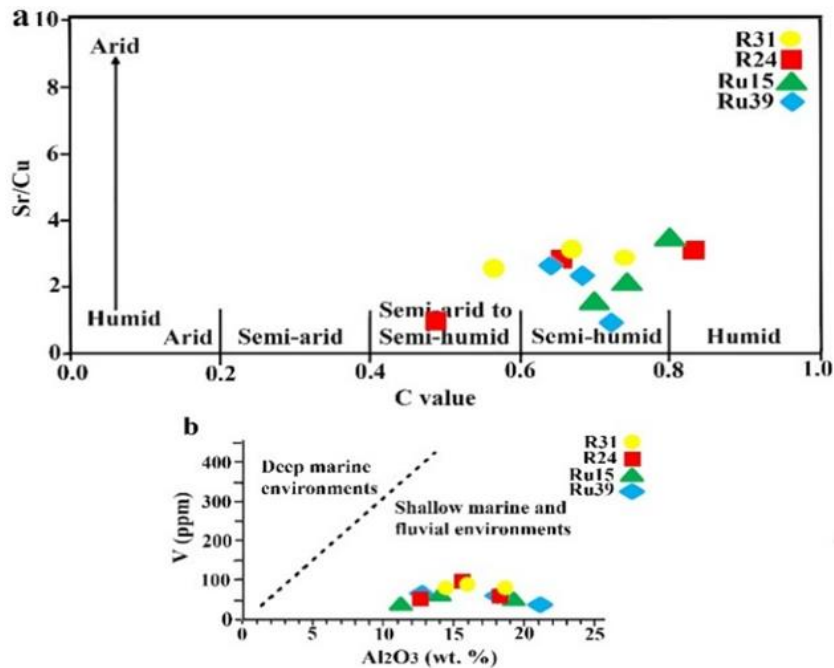 a
10
8
6
4
2
0
Sr/Cu
Arid
Humid
R31
R24
Ru15
Ru39
Arid
Semi-arid
Semi-arid to
Semi-humid
Semi-humid
Humid
0.0 0.2 0.4 0.6 0.8 1.0
C value
b
400
300
200
100
0
V (ppm)
Deep marine
environments
Shallow marine and
fluvial environments
R31
R24
Ru15
Ru39
0 5 10 15 20 25
Al2O3 (wt. %)